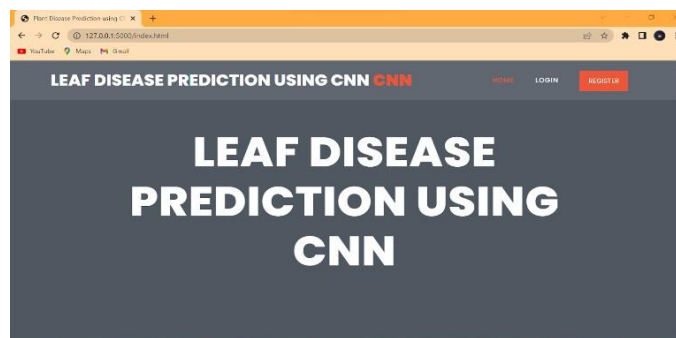 Plant Disease Prediction using C
127.0.0.1:5000/index.html
YouTube Maps Gmail
LEAF DISEASE PREDICTION USING CNN CNN HOME LOGIN REGISTER
LEAF DISEASE
PREDICTION USING
CNN